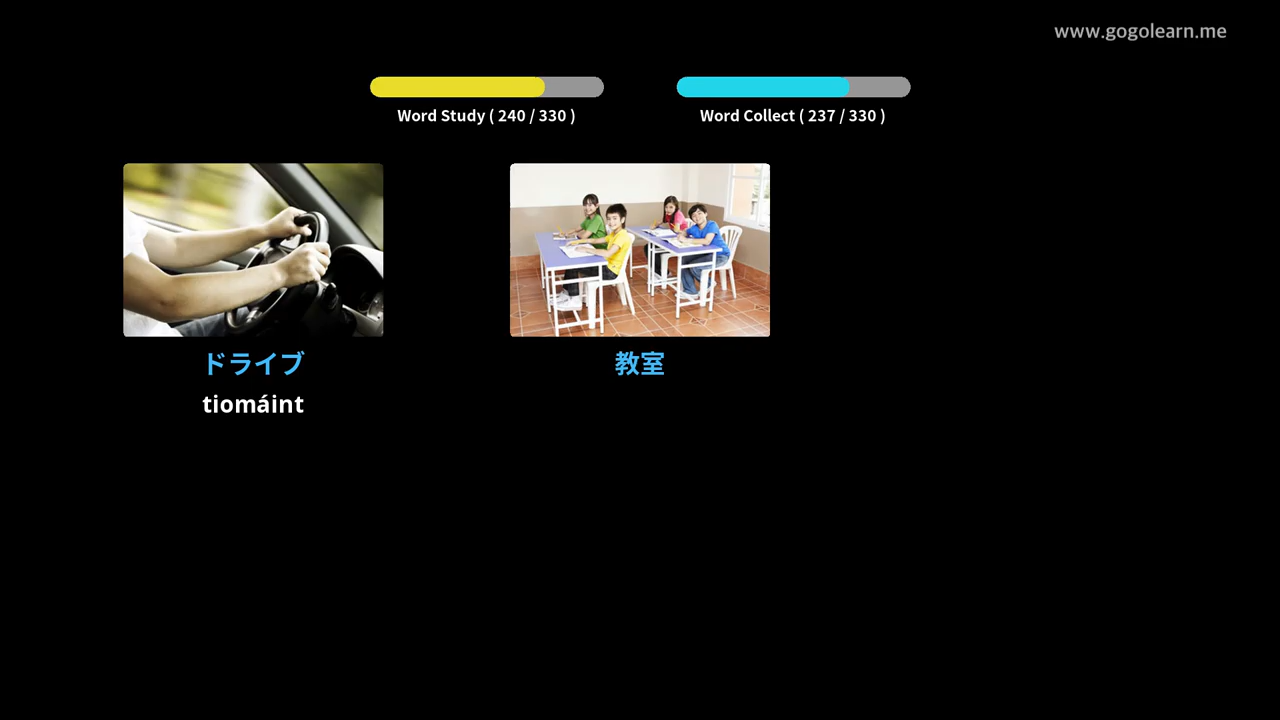 www.gogolearn.me
Word Study ( 240 / 330 )
Word Collect ( 237 / 330 )
ドライブ
tiomáint
教室